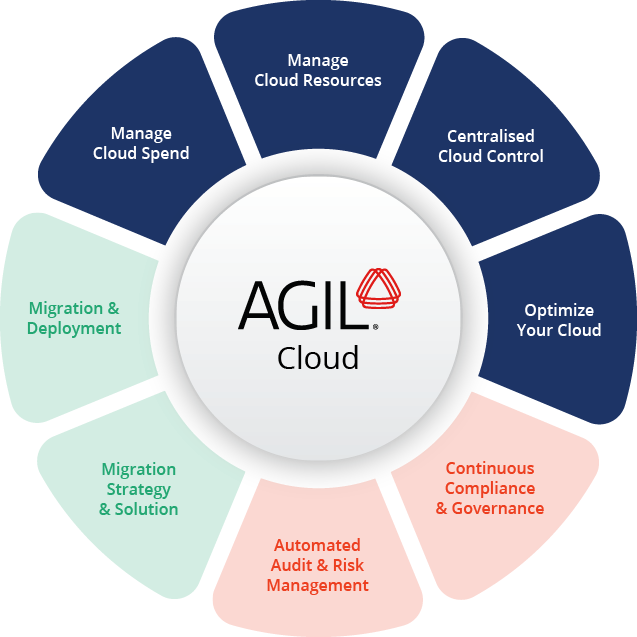 Manage
Cloud Resources
Centralised
Cloud Control
Optimize
Your Cloud
Continuous
Compliance
& Governance
Automated
Audit & Risk
Management
Migration
Strategy
& Solution
Migration &
Deployment
Manage
Cloud Spend
AGIL®
Cloud